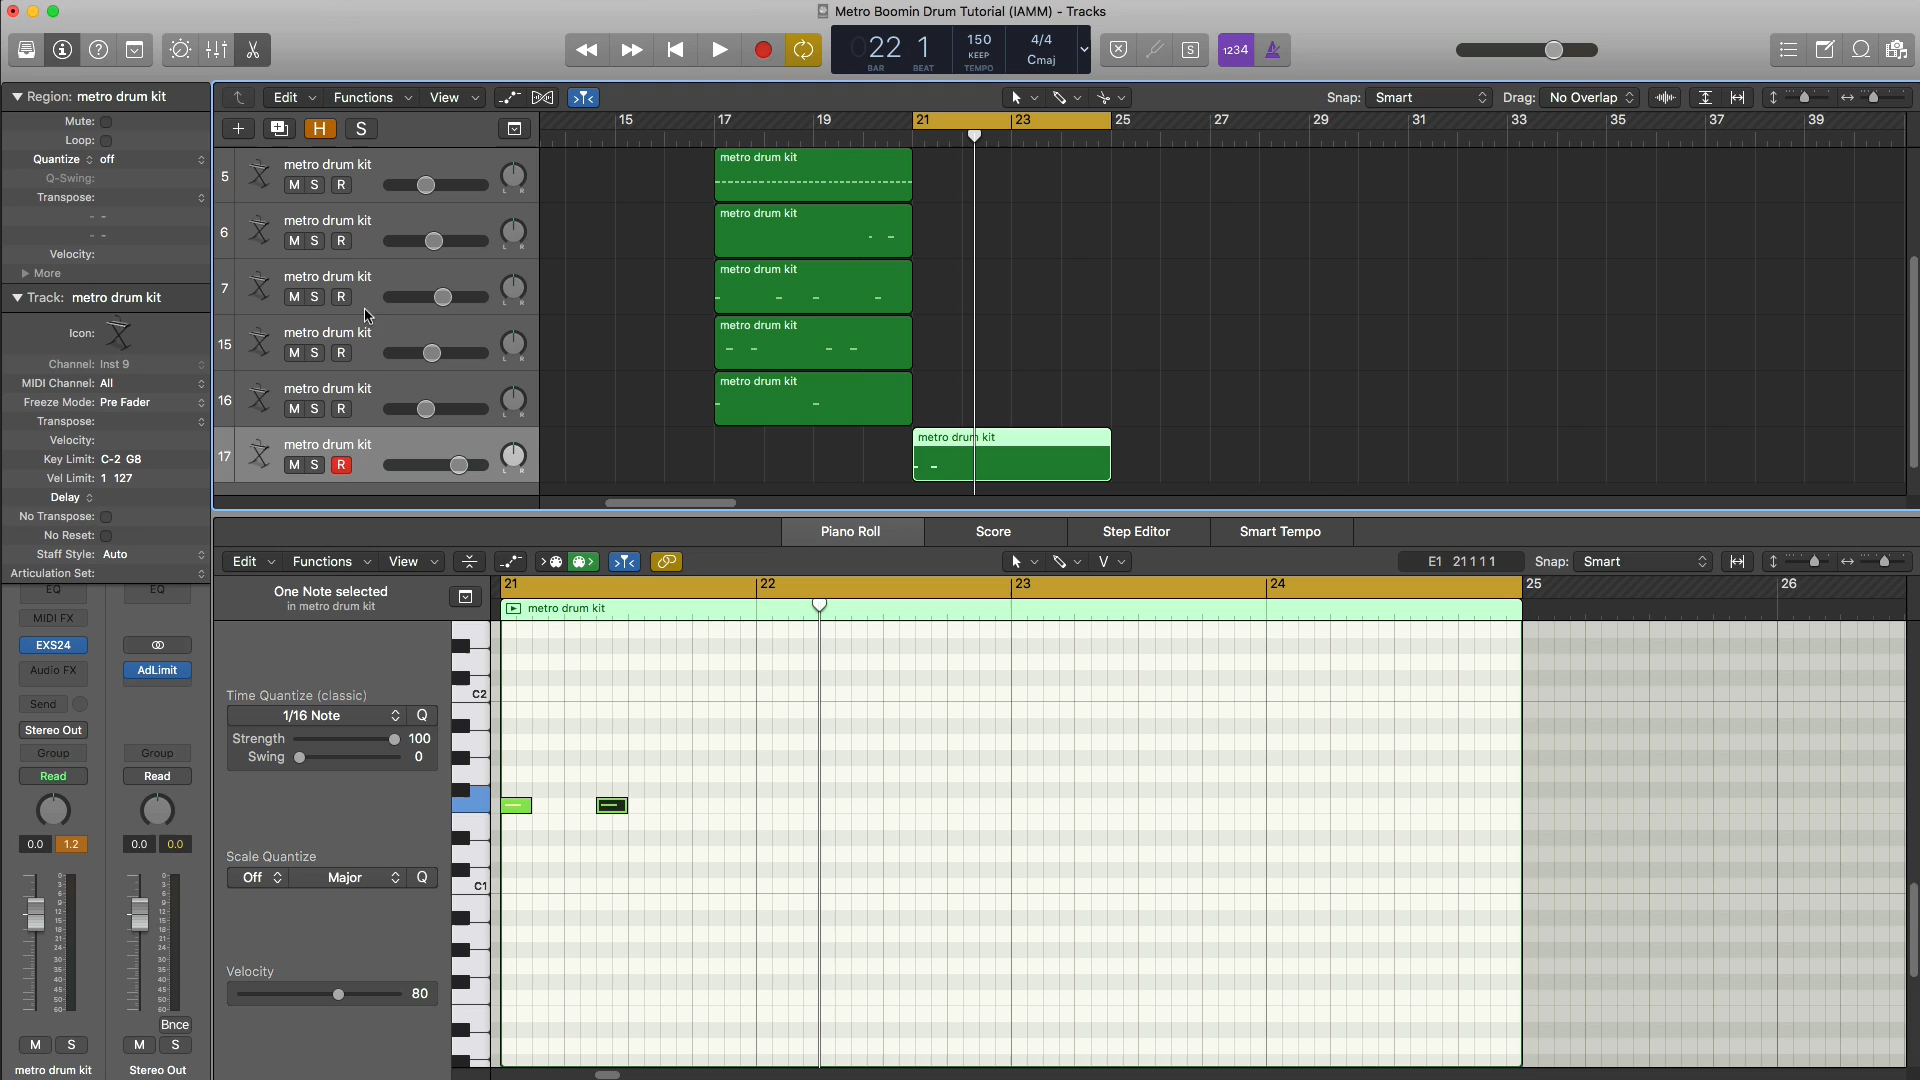 Metro Boomin Drum Tutorial (IAMM) - Tracks
22 1
BAR BEAT
150
KEEP
TEMPO
4/4
Cmaj
S
1234
Region: metro drum kit
Mute:
Loop:
Quantize off
Q-Swing:
Transpose:
- -
- -
Velocity:
More
Track: metro drum kit
Icon:
Channel: Inst 9
MIDI Channel: All
Freeze Mode: Pre Fader
Transpose:
Velocity:
Key Limit: C-2 G8
Vel Limit: 1 127
Delay
No Transpose:
No Reset:
Staff Style: Auto
Articulation Set:
EQ EQ
MIDI FX
EXS24
Audio FX AdLimit
Send
Stereo Out
Group Group
Read Read
0.0 1.2 0.0 0.0
Bnce
M S M S
metro drum kit Stereo Out
Edit Functions View
Snap: Smart Drag: No Overlap
H S
15 17 19 21 23 25 27 29 31 33 35 37 39
5 metro drum kit
M S R L R
metro drum kit
6 metro drum kit
M S R L R
metro drum kit
7 metro drum kit
M S R L R
metro drum kit
15 metro drum kit
M S R L R
metro drum kit
16 metro drum kit
M S R L R
metro drum kit
17 metro drum kit
M S R L R
metro drum kit
Piano Roll Score Step Editor Smart Tempo
Edit Functions View
V
E1 21 1 1 1
Snap: Smart
One Note selected
in metro drum kit
21 22 23 24 25 26
metro drum kit
Time Quantize (classic)
1/16 Note Q
Strength 100
Swing 0
Scale Quantize
Off Major Q
Velocity
80
C2
C1